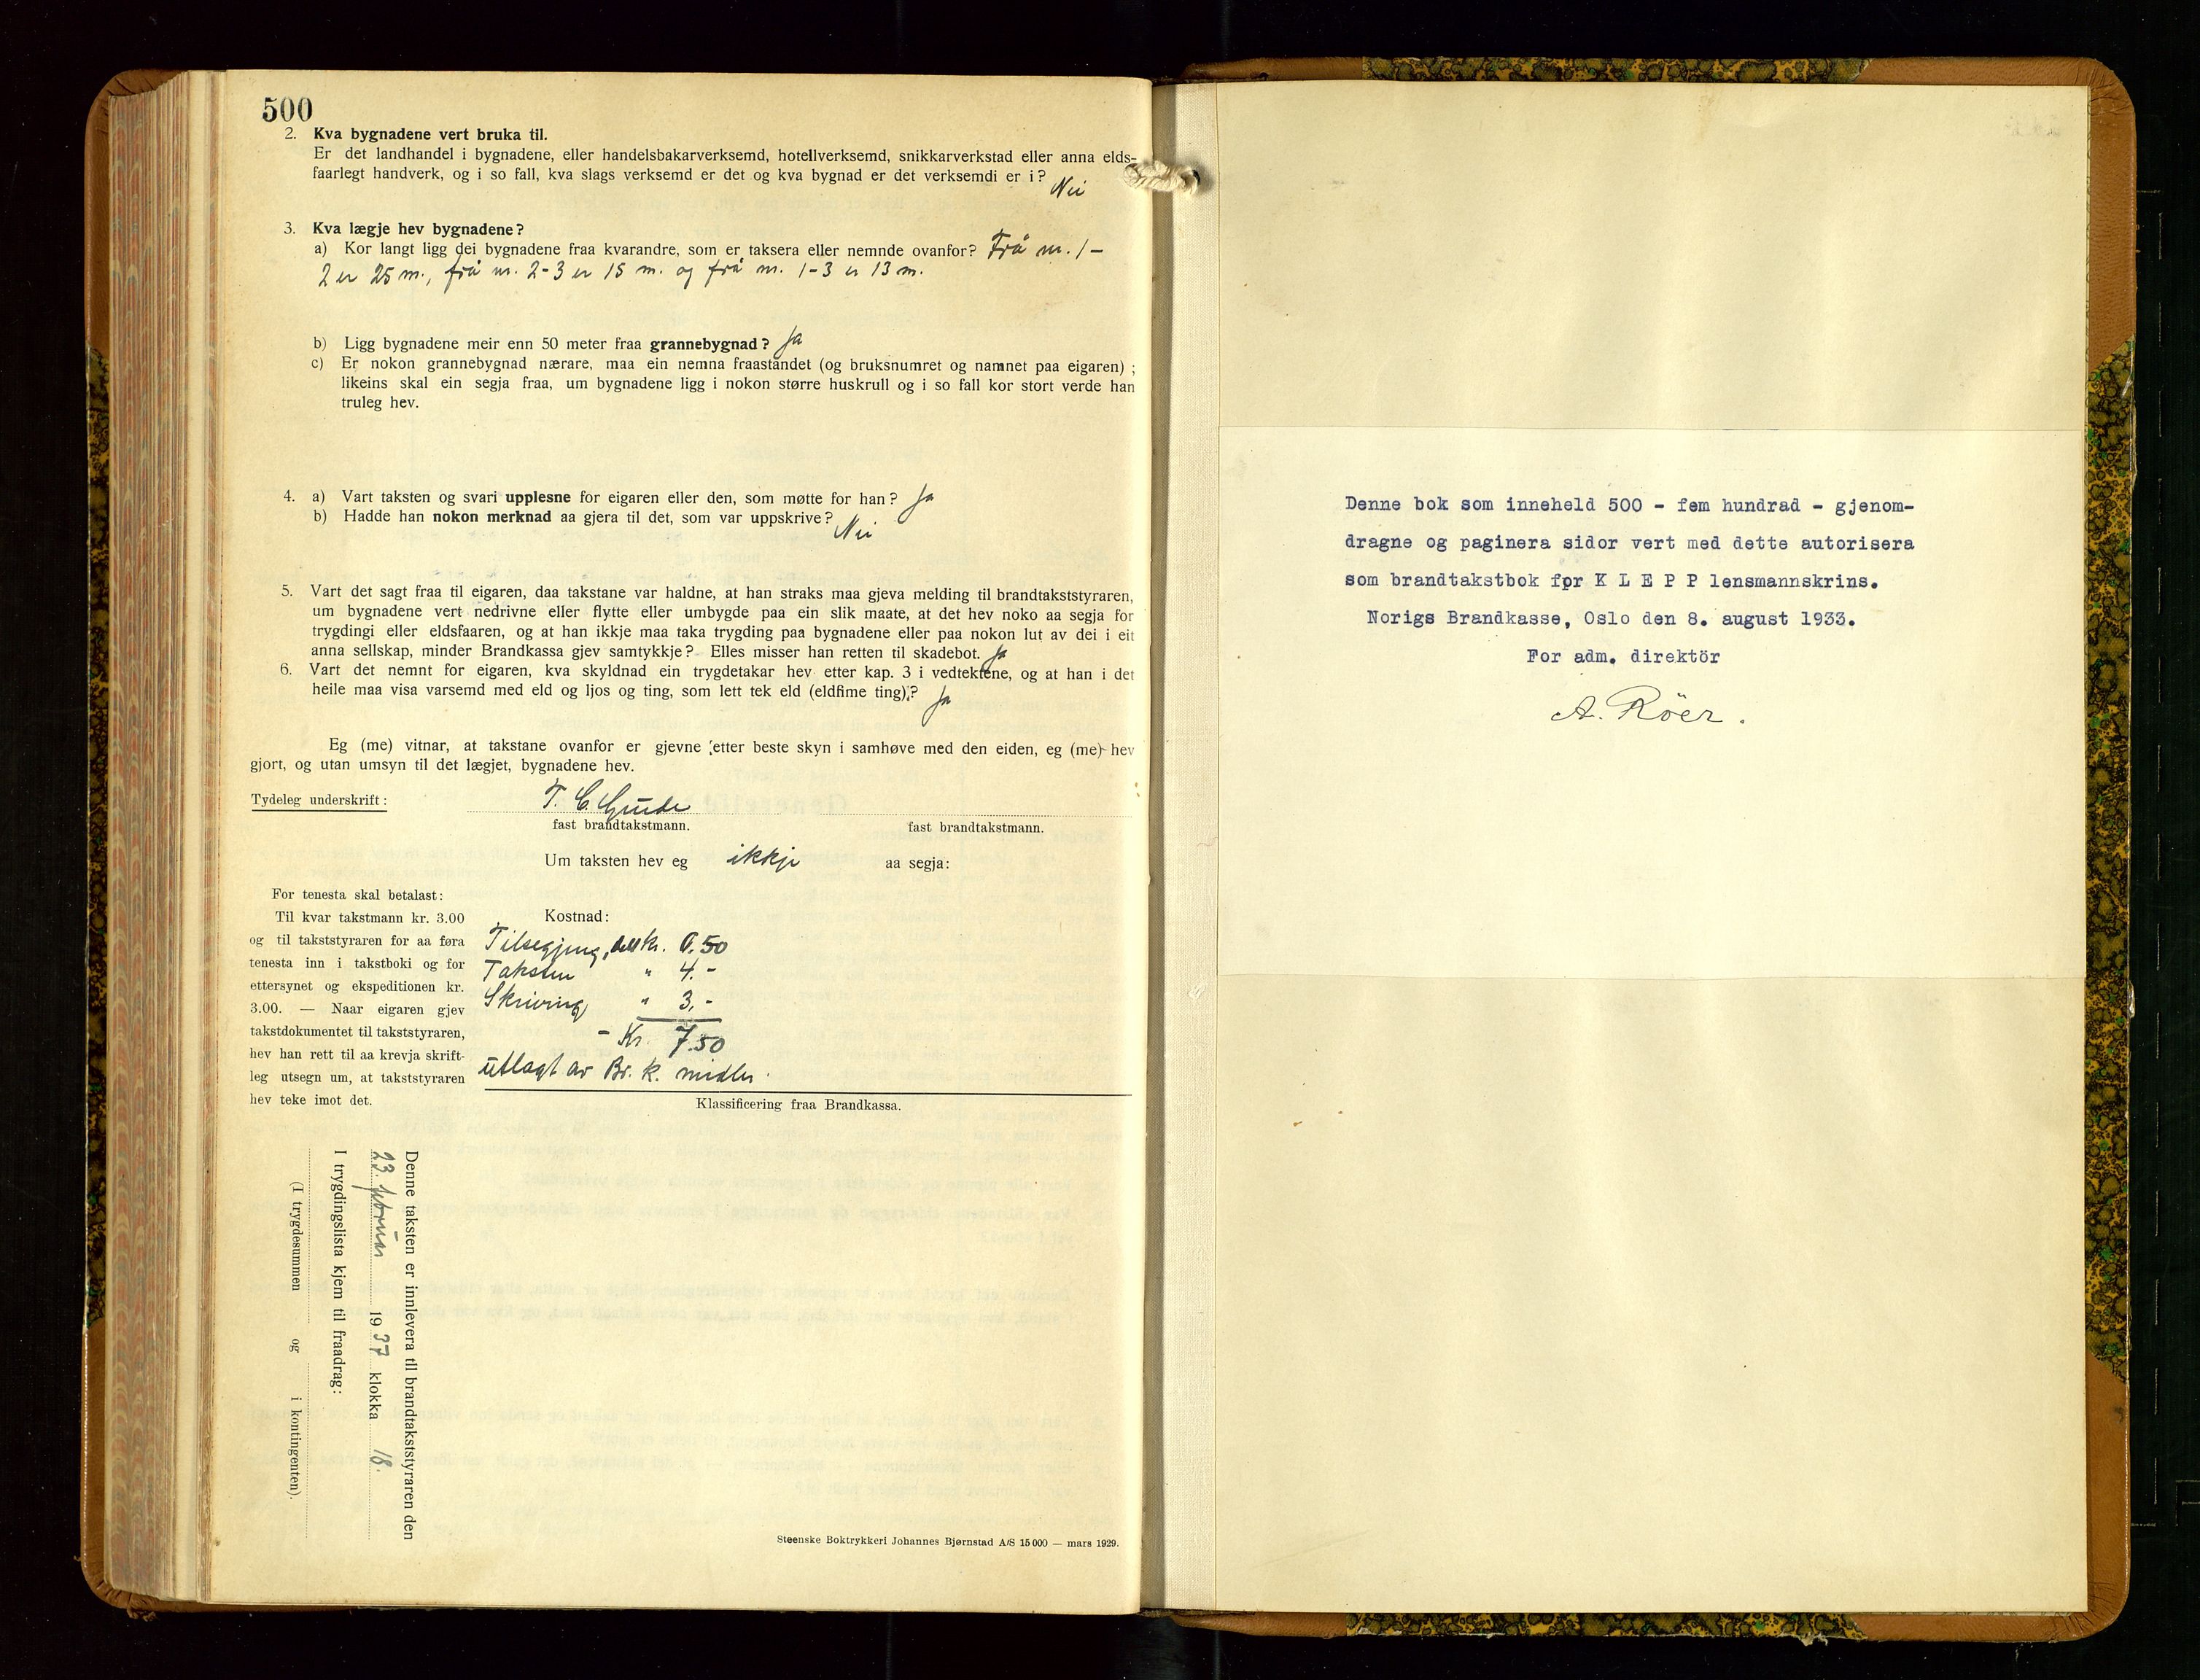 500
2. Kva bygnadene vert bruka til.
Er det landhandel i bygnadene, eller handelsbakarverksemd, hotellverksemd, snikkarverkstad eller anna elds-
faarlegt handverk, og i so fall, kva slags verksemd er det og kva bygnad er det verksemdi er i? Nei
3. Kva lægje hev bygnadene?
a) Kor langt ligg dei bygnadene fraa kvarandre, som er taksera eller nemnde ovanfor? Frå nr. 1-
2 er 25 m., frå nr. 2-3 er 15 m. og frå nr. 1-3 er 13 m.
b) Ligg bygnadene meir enn 50 meter fraa grannebygnad? Ja
c) Er nokon grannebygnad nærare, maa ein nemna fraastandet (og bruksnumret og namnet paa eigaren) ;
likeins skal ein segja fraa, um bygnadene ligg i nokon større huskrull og i so fall kor stort verde han
truleg hev.
4. a) Vart taksten og svari upplesne for eigaren eller den, som møtte for han? Ja
b) Hadde han nokon merknad aa gjera til det, som var uppskrive? Nei
5. Vart det sagt fraa til eigaren, daa takstane var haldne, at han straks maa gjeva melding til brandtakststyraren,
um bygnadene vert nedrivne eller flytte eller umbygde paa ein slik maate, at det hev noko aa segja for
trygdingi eller eldsfaaren, og at han ikkje maa taka trygding paa bygnadene eller paa nokon lut av dei i eit
anna sellskap, minder Brandkassa gjev samtykkje? Elles misser han retten til skadebot. Ja
6. Vart det nemnt for eigaren, kva skyldnad ein trygdetakar hev etter kap. 3 i vedtektene, og at han i det
heile maa visa varsemd med eld og ljos og ting, som lett tek eld (eldfime ting)? Ja
Eg (me) vitnar, at takstane ovanfor er gjevne etter beste skyn i samhøve med den eiden, eg (me) hev
gjort, og utan umsyn til det lægjet, bygnadene hev.
Tydeleg underskrift: T. C. Grude
fast brandtakstmann. fast brandtakstmann.
Um taksten hev eg ikkje aa segja:
For tenesta skal betalast:
Til kvar takstmann kr. 3.00
og til takststyraren for aa føra
tenesta inn i takstboki og for
ettersynet og ekspeditionen kr.
3.00. — Naar eigaren gjev
takstdokumentet til takststyraren,
hev han rett til aa krevja skrift-
leg utsegn um, at takststyraren
hev teke imot det.
Kostnad:
Tilsegjing, kr. 0.50
Taksten " 4.-
Skriving " 3.-
- Kr. 7.50
utlagt av Br. k. midler.
Klassificering fraa Brandkassa.
Denne taksten er innlevera til brandtakststyraren den
23. februar 1937 klokka 18.
I trygdingslista kjem til fraadrag:
(I trygdesummen og i kontingenten).
Steenske Boktrykkeri Johannes Bjørnstad A/S 15000 — mars 1929.
Denne bok som inneheld 500 - fem hundrad - gjenom-
dragne og paginera sidor vert med dette autorisera
som brandtakstbok for K L E P P lensmannskrins.
Norigs Brandkasse, Oslo den 8. august 1933.
For adm. direktör
A. Röer.